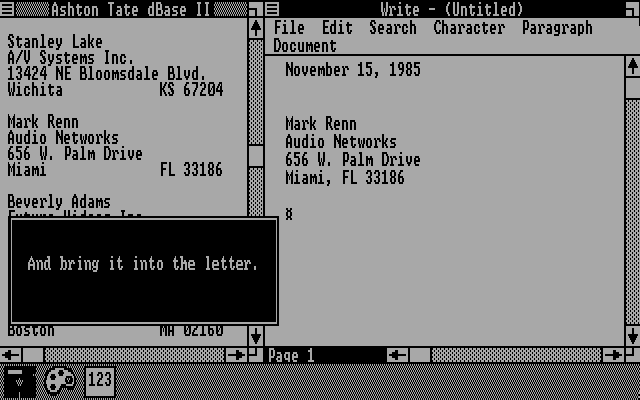 Ashton Tate dBase II
Stanley Lake
A/V Systems Inc.
13424 NE Bloomsdale Blvd.
Wichita KS 67204
Mark Renn
Audio Networks
656 W. Palm Drive
Miami FL 33186
Beverly Adams
Future Videos Inc
And bring it into the letter.
Boston MA 02160
Write - (Untitled)
File Edit Search Character Paragraph
Document
November 15, 1985
Mark Renn
Audio Networks
656 W. Palm Drive
Miami, FL 33186
Page 1
123